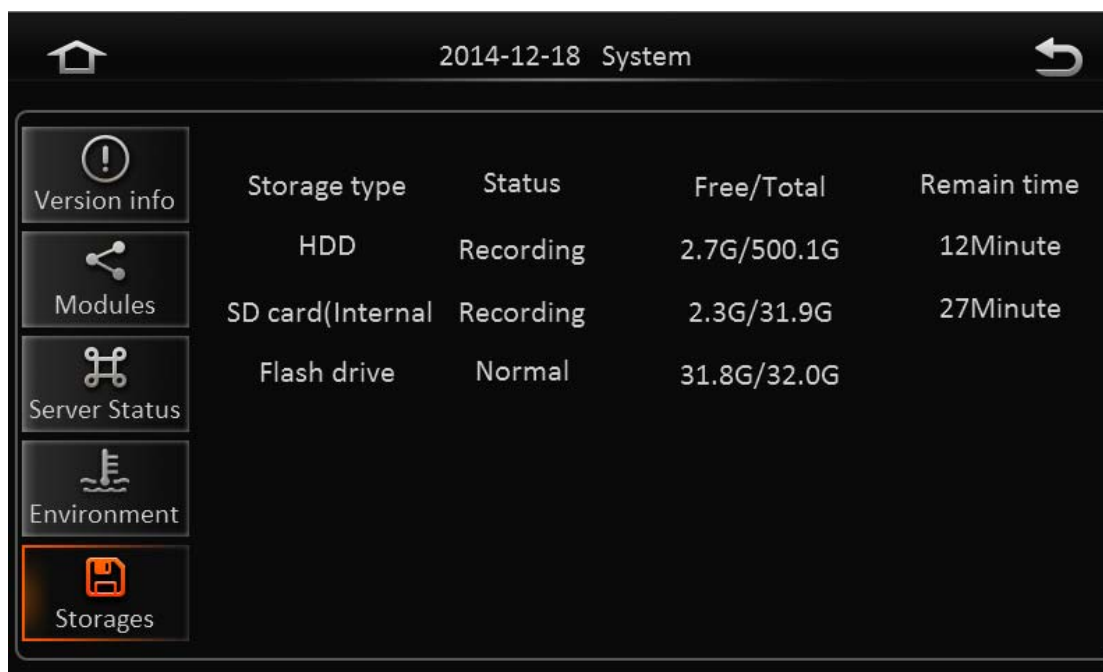 2014-12-18 System
Version info
Modules
Server Status
Environment
Storages
Storage type Status Free/Total Remain time
HDD Recording 2.7G/500.1G 12Minute
SD card(Internal Recording 2.3G/31.9G 27Minute
Flash drive Normal 31.8G/32.0G